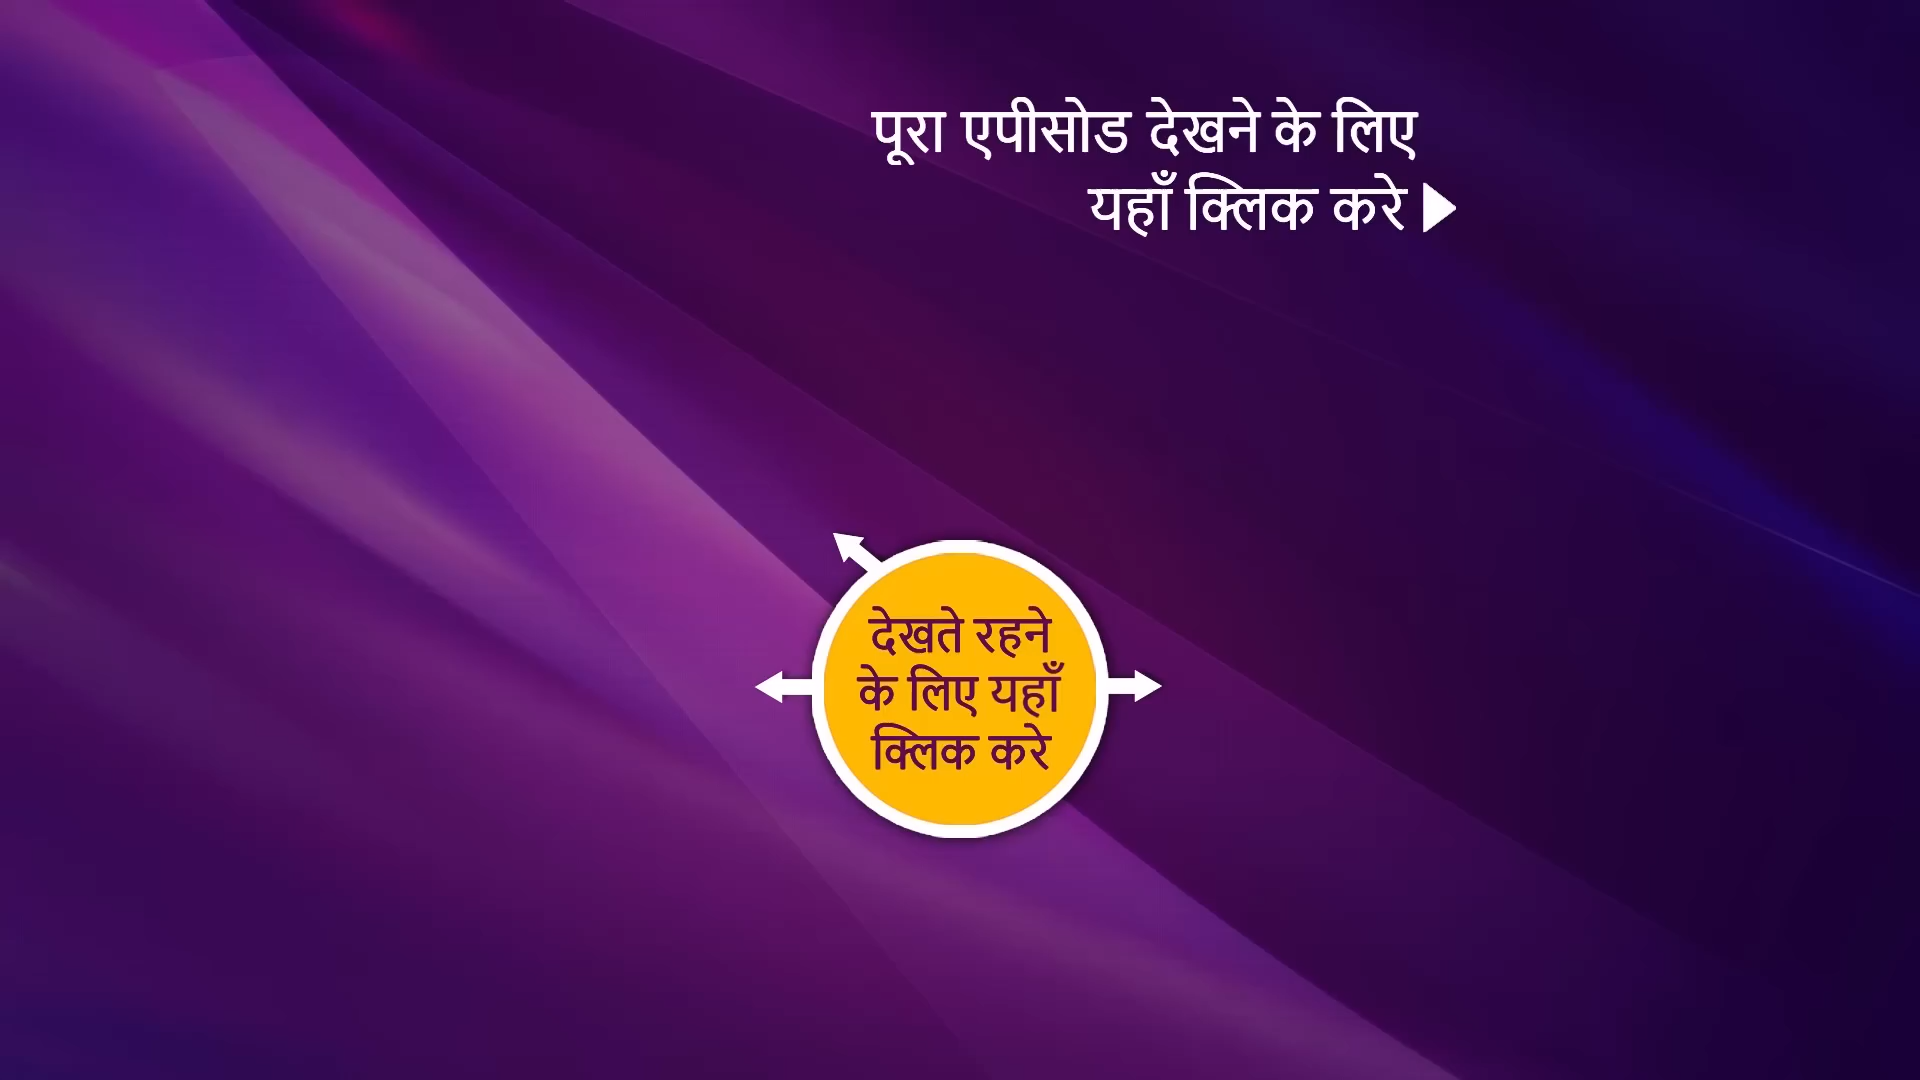 पूरा एपीसोड देखने के लिए
यहाँ क्लिक करे
देखते रहने
के लिए यहाँ
क्लिक करे